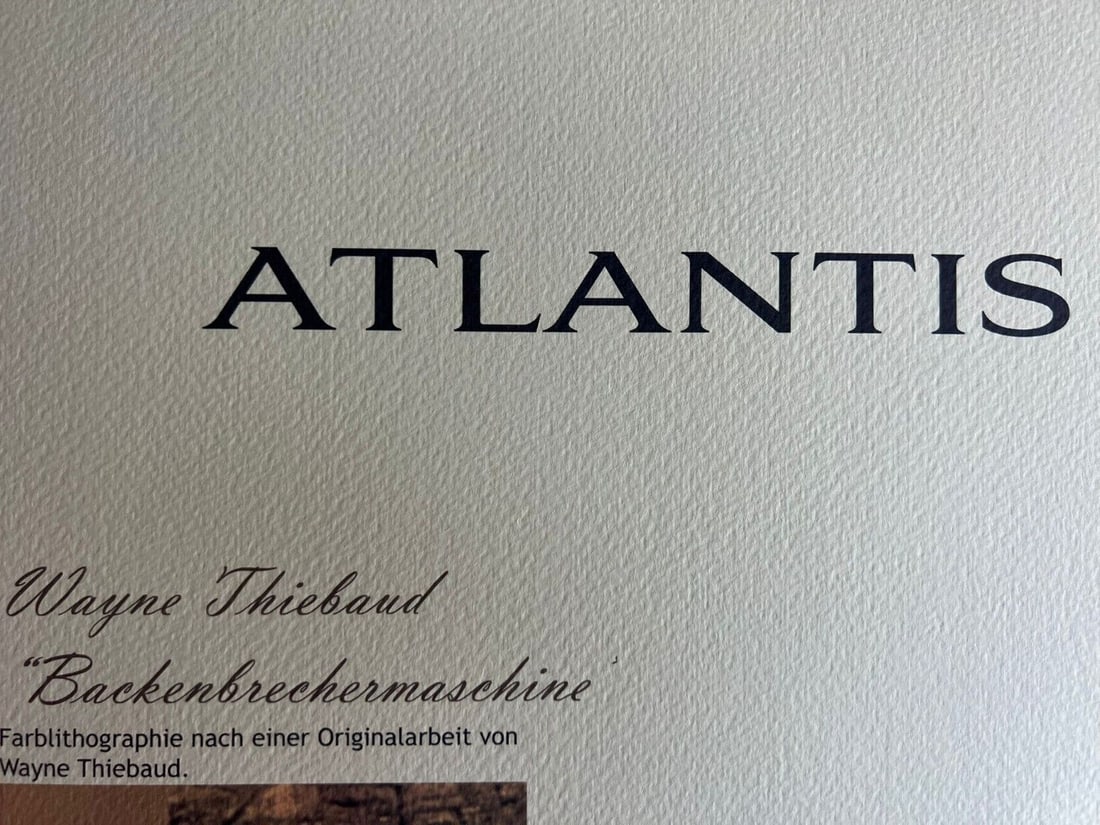 ATLANTIS
Wayne Thiebaud
“Backenbrechermaschine
Farblithographie nach einer Originalarbeit von
Wayne Thiebaud.